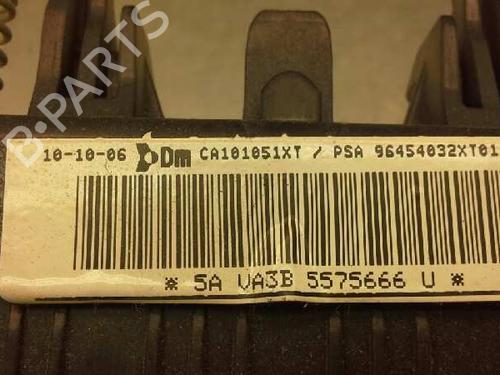 B-PARTS
10-10-06 Dm CA101051XT / PSA 96454032XT01
* 5A VA3B 5575666 U *